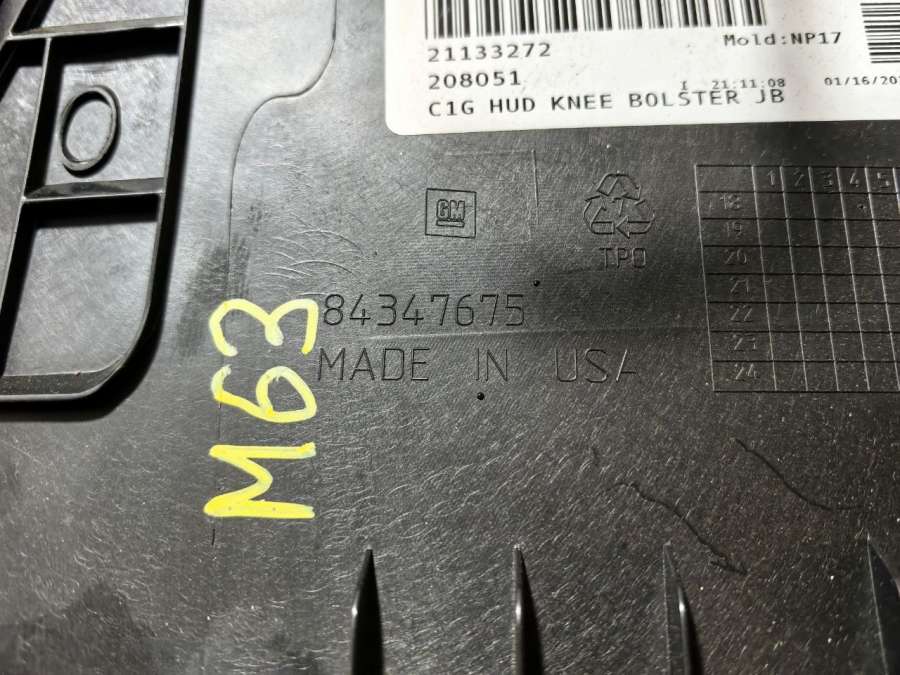 21133272
Mold:NP17
208051
I 21:11:08
C1G HUD KNEE BOLSTER JB
GM
TPO
1 2 3 4 5
18
19
20
21
22
23
24
84347675
MADE IN USA
M63